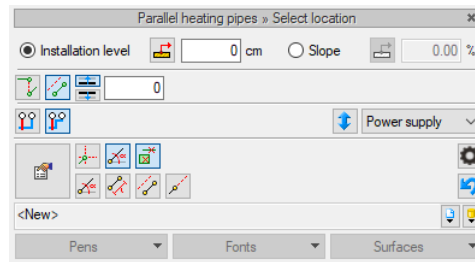 Parallel heating pipes » Select location
Installation level 0 cm Slope 0.00 %
0
Power supply
<New>
Pens Fonts Surfaces